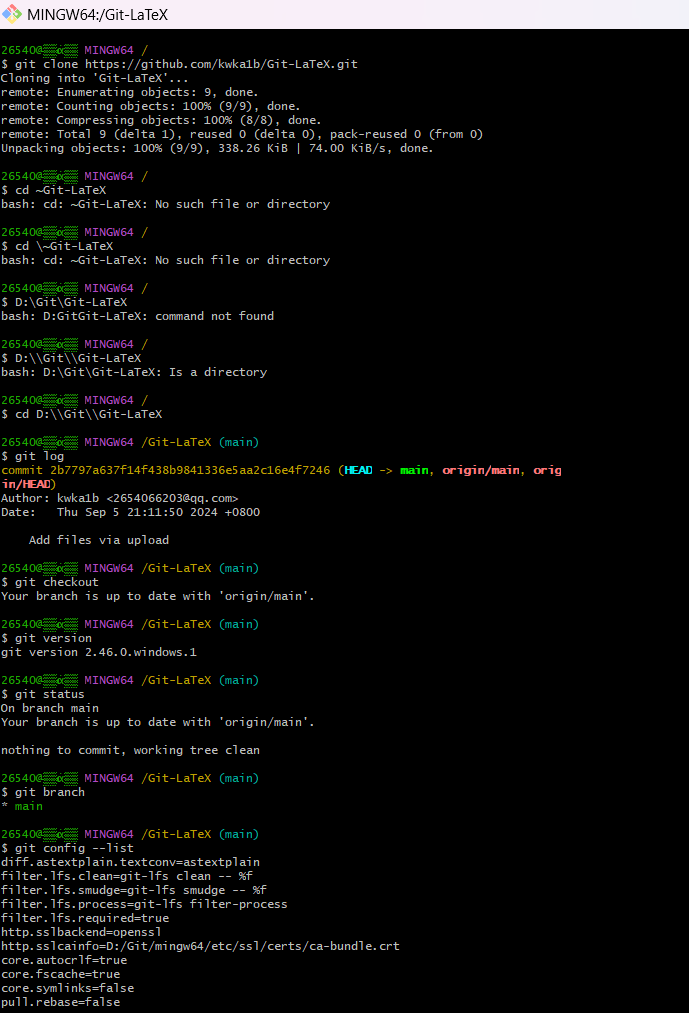 MINGW64:/Git-LaTeX
26540@ MINGW64 /
$ git clone https://github.com/kwka1b/Git-LaTeX.git
Cloning into 'Git-LaTeX'...
remote: Enumerating objects: 9, done.
remote: Counting objects: 100% (9/9), done.
remote: Compressing objects: 100% (8/8), done.
remote: Total 9 (delta 1), reused 0 (delta 0), pack-reused 0 (from 0)
Unpacking objects: 100% (9/9), 338.26 KiB | 74.00 KiB/s, done.
26540@ MINGW64 /
$ cd ~Git-LaTeX
bash: cd: ~Git-LaTeX: No such file or directory
26540@ MINGW64 /
$ cd \~Git-LaTeX
bash: cd: ~Git-LaTeX: No such file or directory
26540@ MINGW64 /
$ D:\Git\Git-LaTeX
bash: D:GitGit-LaTeX: command not found
26540@ MINGW64 /
$ D:\\Git\\Git-LaTeX
bash: D:\Git\Git-LaTeX: Is a directory
26540@ MINGW64 /
$ cd D:\\Git\\Git-LaTeX
26540@ MINGW64 /Git-LaTeX (main)
$ git log
commit 2b7797a637f14f438b9841336e5aa2c16e4f7246 (HEAD -> main, origin/main, orig
in/HEAD)
Author: kwka1b <2654066203@qq.com>
Date:   Thu Sep 5 21:11:50 2024 +0800
Add files via upload
26540@ MINGW64 /Git-LaTeX (main)
$ git checkout
Your branch is up to date with 'origin/main'.
26540@ MINGW64 /Git-LaTeX (main)
$ git version
git version 2.46.0.windows.1
26540@ MINGW64 /Git-LaTeX (main)
$ git status
On branch main
Your branch is up to date with 'origin/main'.
nothing to commit, working tree clean
26540@ MINGW64 /Git-LaTeX (main)
$ git branch
* main
26540@ MINGW64 /Git-LaTeX (main)
$ git config --list
diff.astextplain.textconv=astextplain
filter.lfs.clean=git-lfs clean -- %f
filter.lfs.smudge=git-lfs smudge -- %f
filter.lfs.process=git-lfs filter-process
filter.lfs.required=true
http.sslbackend=openssl
http.sslcainfo=D:/Git/mingw64/etc/ssl/certs/ca-bundle.crt
core.autocrlf=true
core.fscache=true
core.symlinks=false
pull.rebase=false